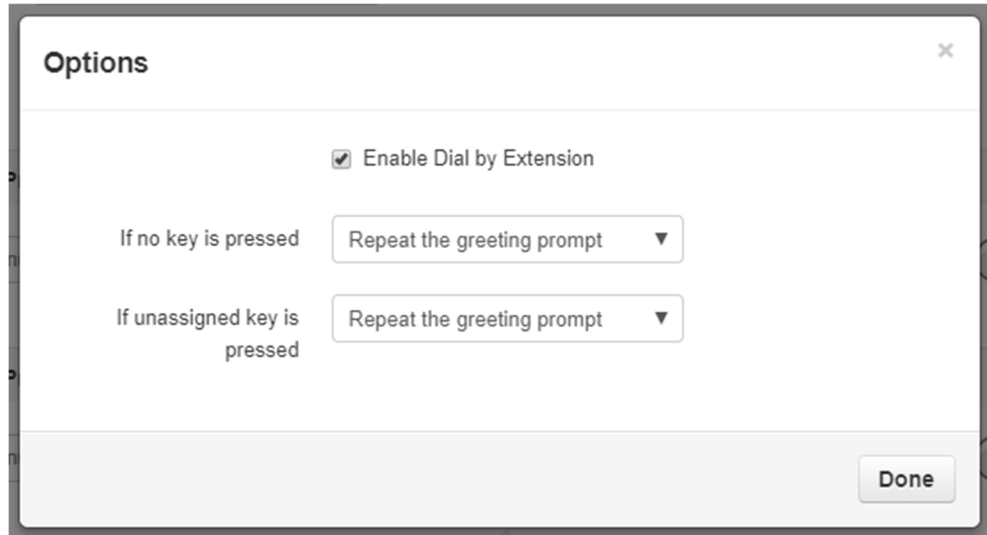 Options
×
Enable Dial by Extension
If no key is pressed
Repeat the greeting prompt
If unassigned key is
pressed
Repeat the greeting prompt
Done